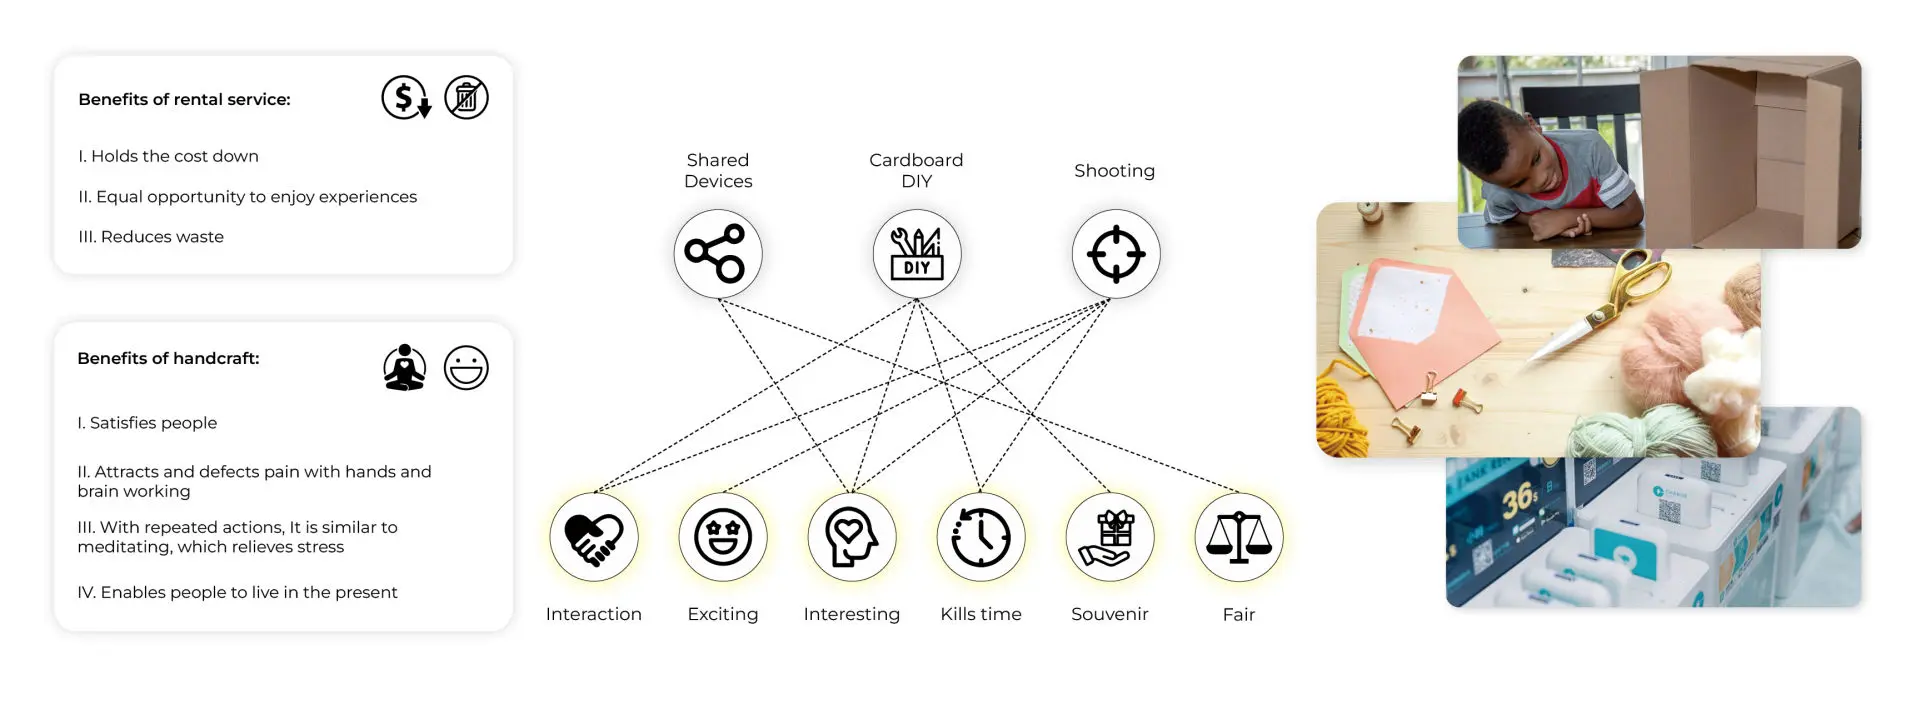 Benefits of rental service:
I. Holds the cost down
II. Equal opportunity to enjoy experiences
III. Reduces waste
Benefits of handcraft:
I. Satisfies people
II. Attracts and defects pain with hands and
brain working
III. With repeated actions, It is similar to
meditating, which relieves stress
IV. Enables people to live in the present
Shared
Devices
Cardboard
DIY
Shooting
DIY
Interaction
Exciting
Interesting
Kills time
Souvenir
Fair
36